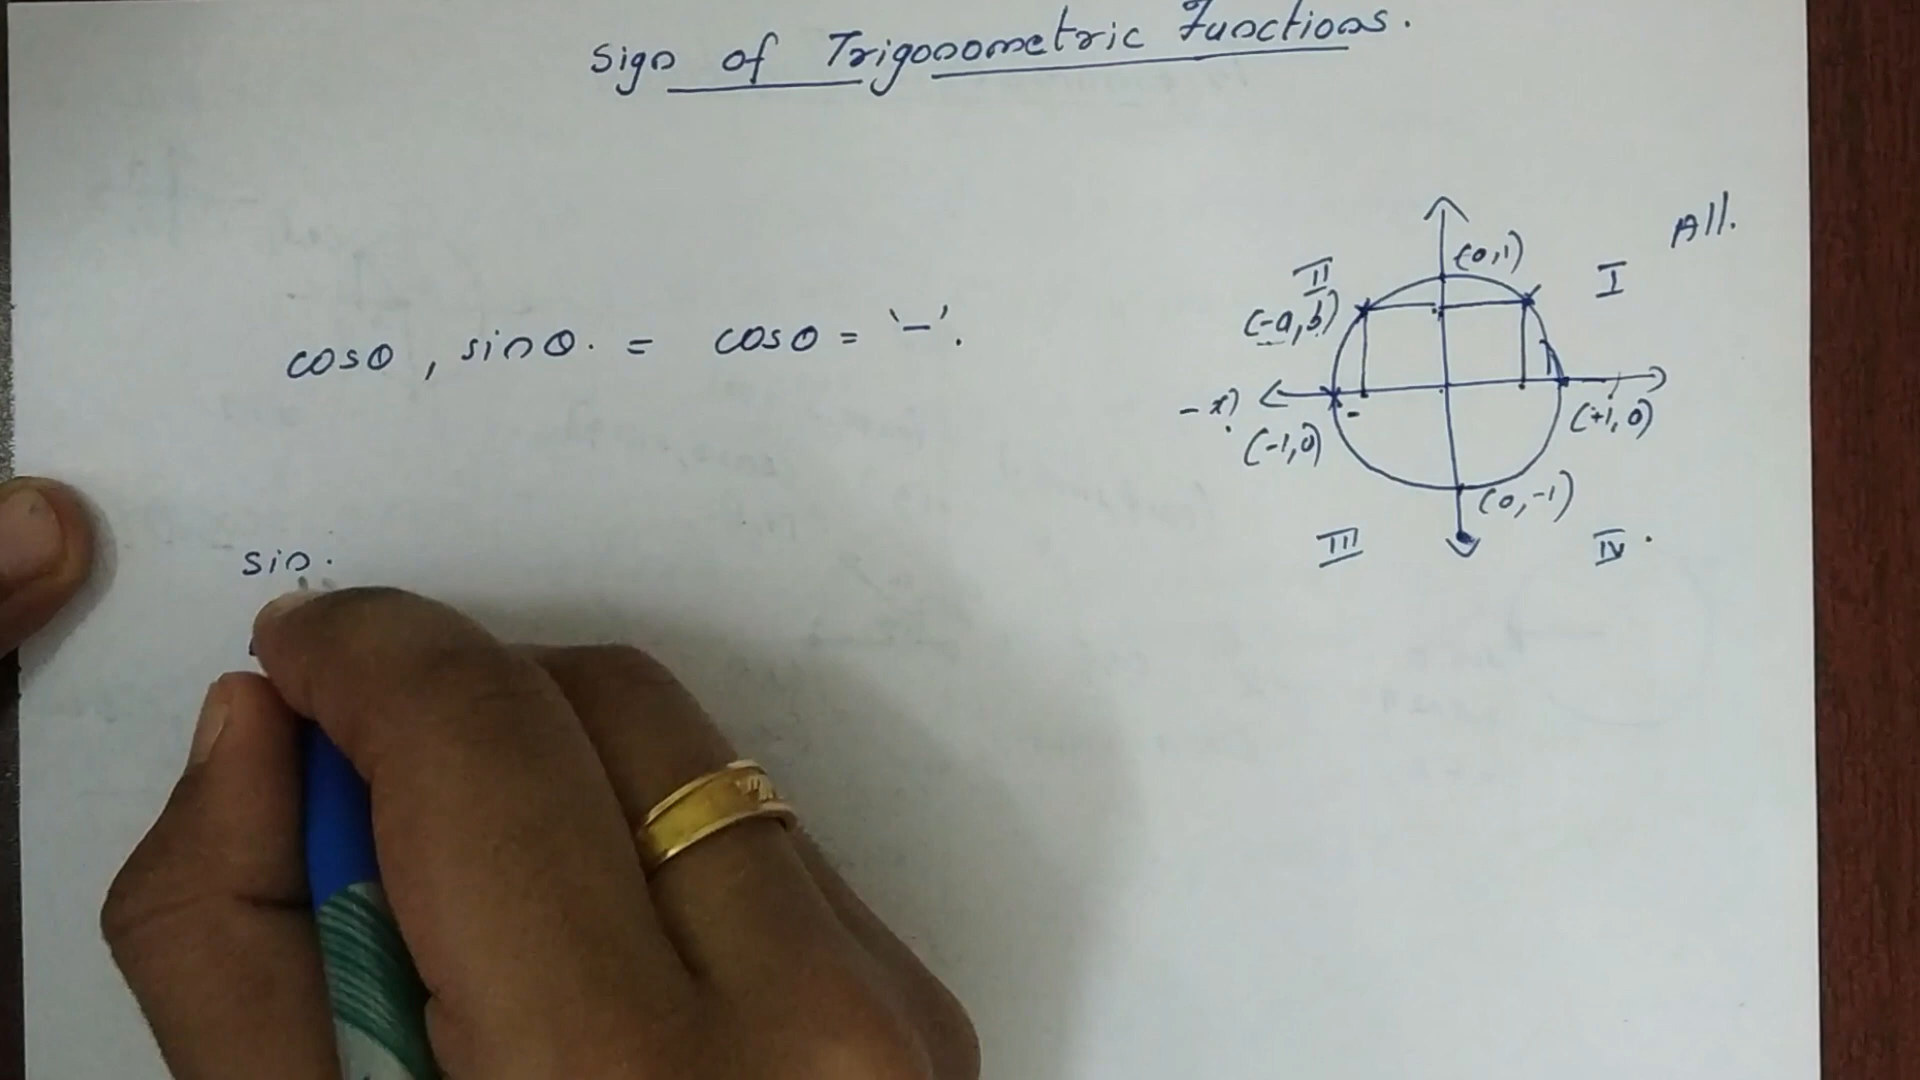 Sign of Trigonometric Functions.
All.
(0,1)
II
I
(-a,b)
cosθ , sinθ. = cosθ = '-'.
-x)
(+1,0)
(-1,0)
-
(0,-1)
III
IV.
sin.